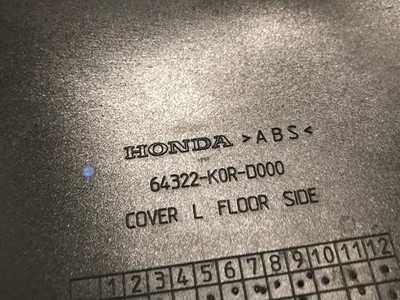 HONDA >ABS<
64322-K0R-D000
COVER L FLOOR SIDE
1 2 3 4 5 6 7 8 9 10 11 12